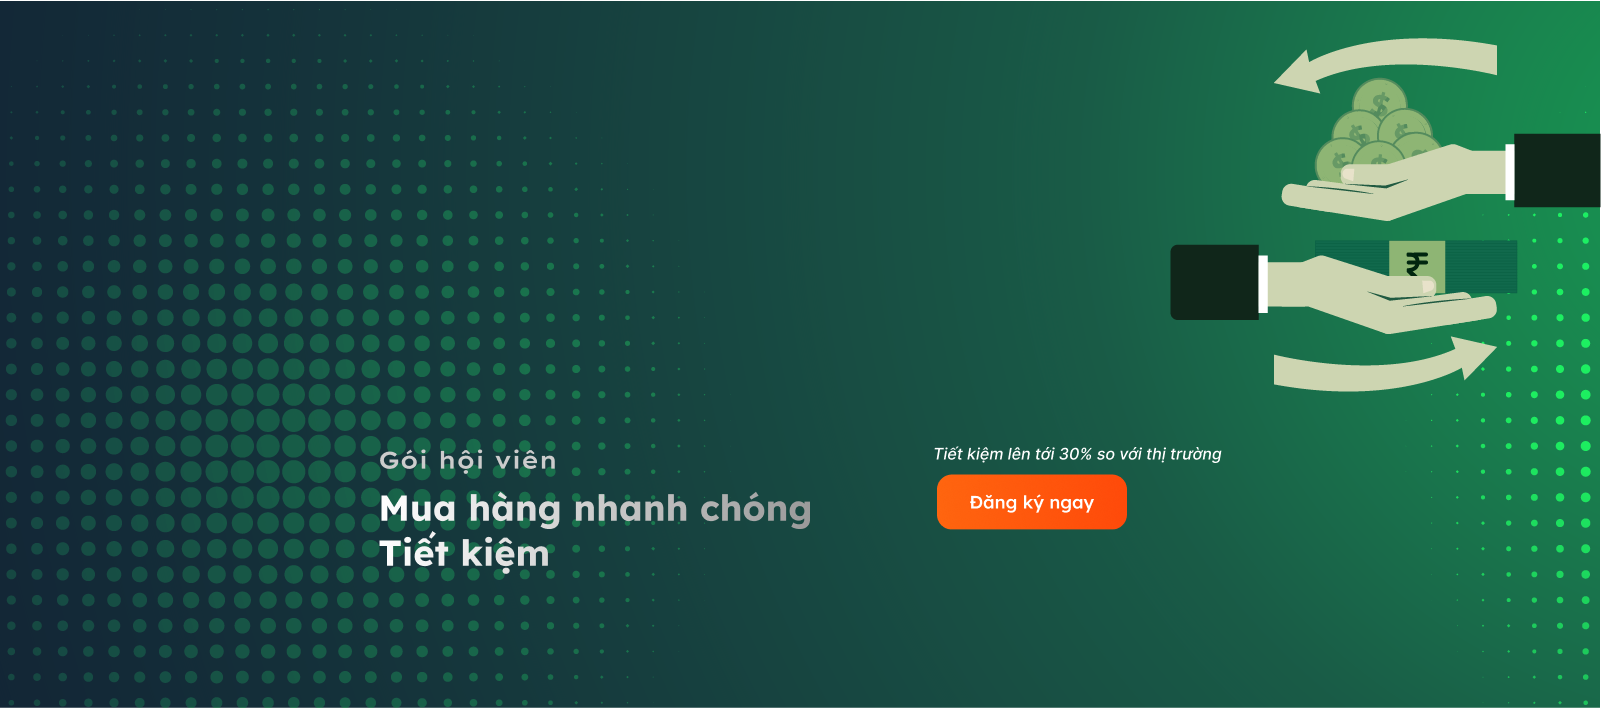 Gói hội viên
Mua hàng nhanh chóng
Tiết kiệm
Tiết kiệm lên tới 30% so với thị trường
Đăng ký ngay
$
$ $
$ $ $
₹